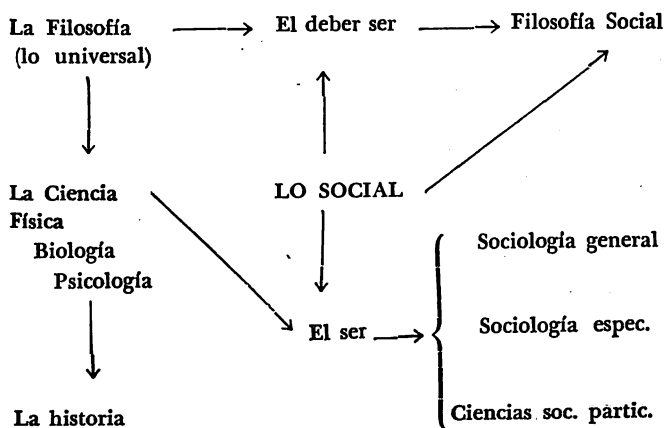 La Filosofía
(lo universal)
El deber ser
Filosofía Social
La Ciencia
Física
Biología
Psicología
LO SOCIAL
Sociología general
El ser
Sociología espec.
La historia
Ciencias soc. partic.